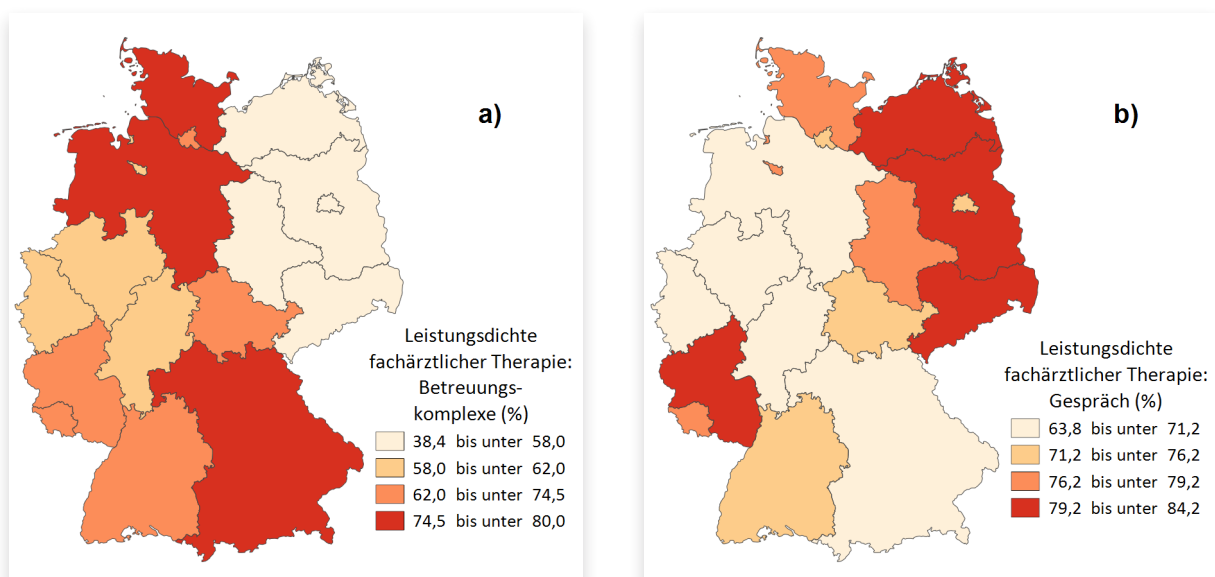 a)
Leistungsdichte
fachärztlicher Therapie:
Betreuungs-
komplexe (%)
38,4 bis unter 58,0
58,0 bis unter 62,0
62,0 bis unter 74,5
74,5 bis unter 80,0
b)
Leistungsdichte
fachärztlicher Therapie:
Gespräch (%)
63,8 bis unter 71,2
71,2 bis unter 76,2
76,2 bis unter 79,2
79,2 bis unter 84,2